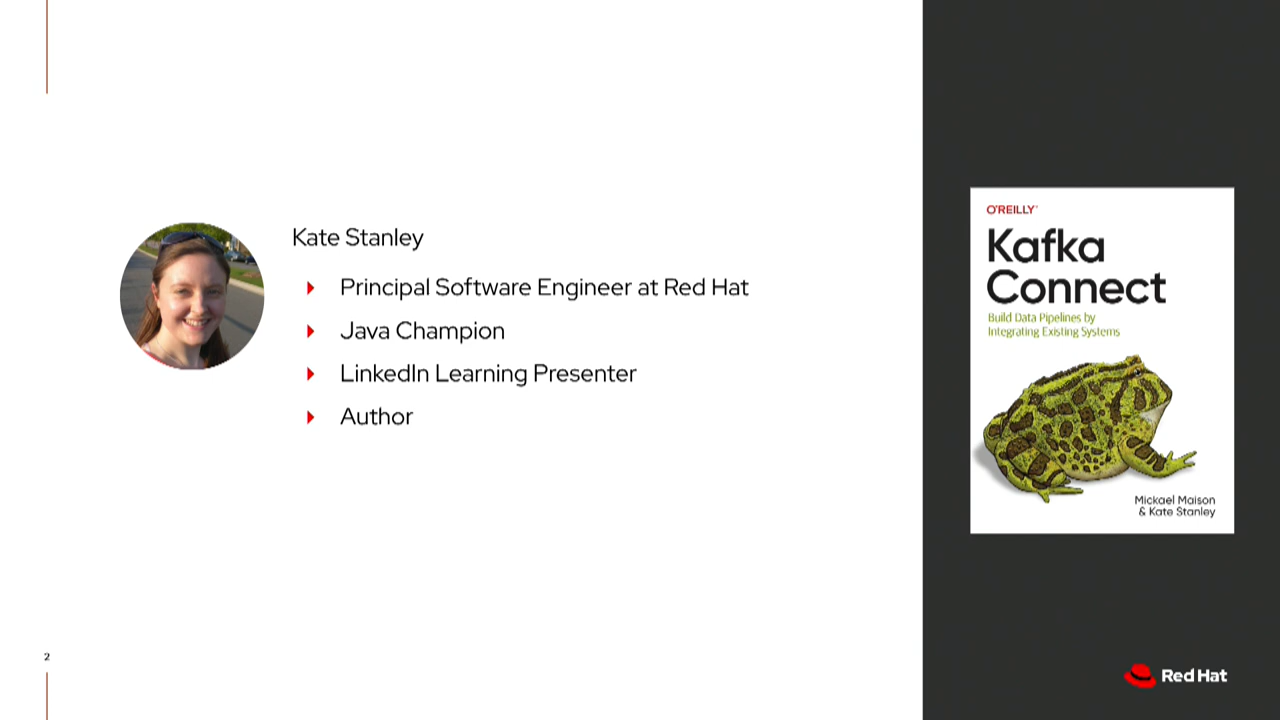 Kate Stanley
Principal Software Engineer at Red Hat
Java Champion
LinkedIn Learning Presenter
Author
O'REILLY®
Kafka
Connect
Build Data Pipelines by
Integrating Existing Systems
Mickael Maison
& Kate Stanley
2
Red Hat